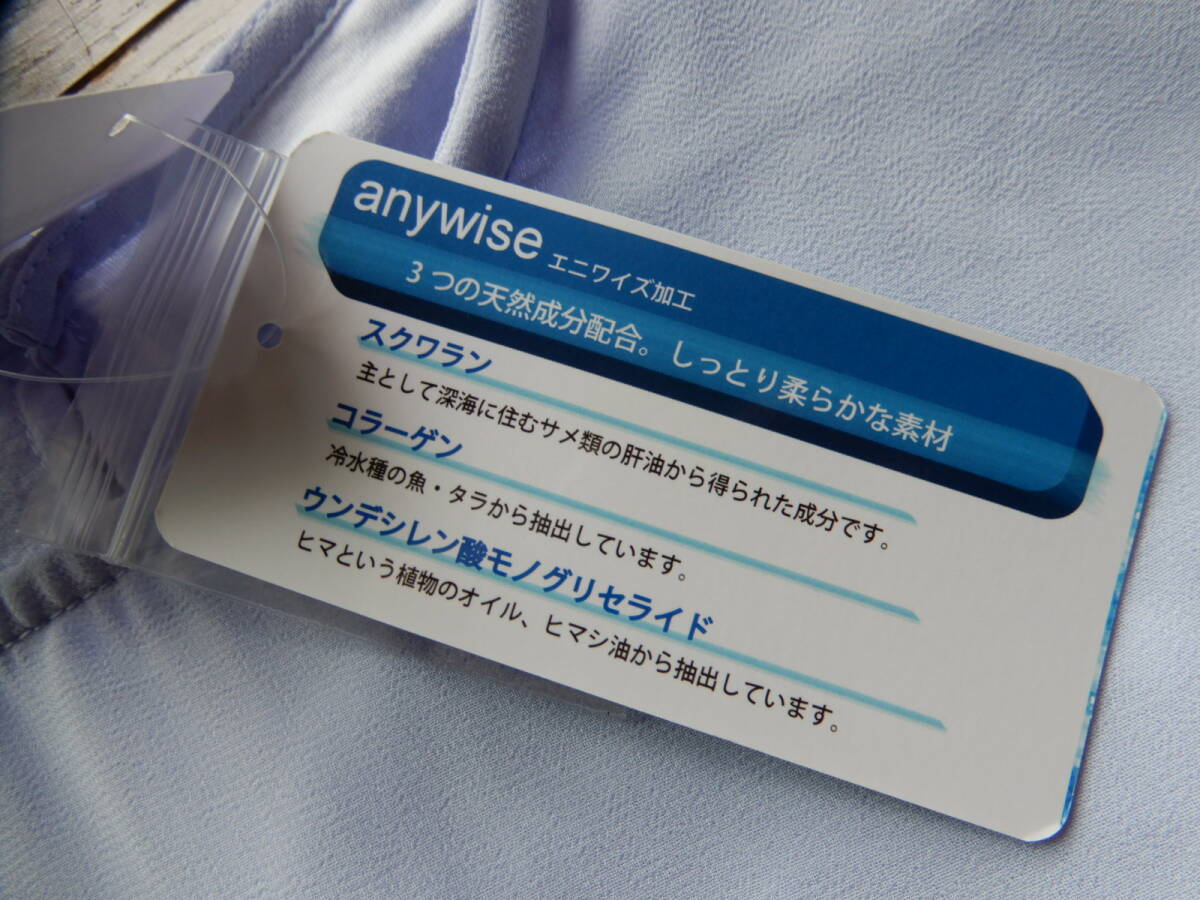 anywise エニワイズ加工
3つの天然成分配合。しっとり柔らかな素材
スクワラン
主として深海に住むサメ類の肝油から得られた成分です。
コラーゲン
冷水種の魚・タラから抽出しています。
ウンデシレン酸モノグリセライド
ヒマという植物のオイル、ヒマシ油から抽出しています。